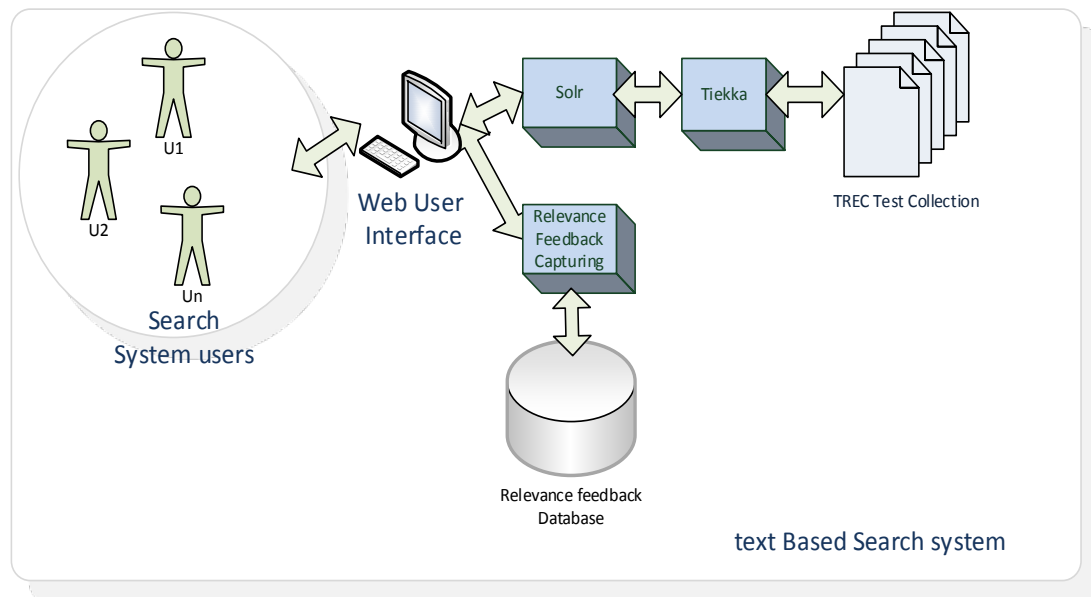 U1
U2
Un
Search
System users
Web User
Interface
Solr
Tiekka
TREC Test Collection
Relevance
Feedback
Capturing
Relevance feedback
Database
text Based Search system